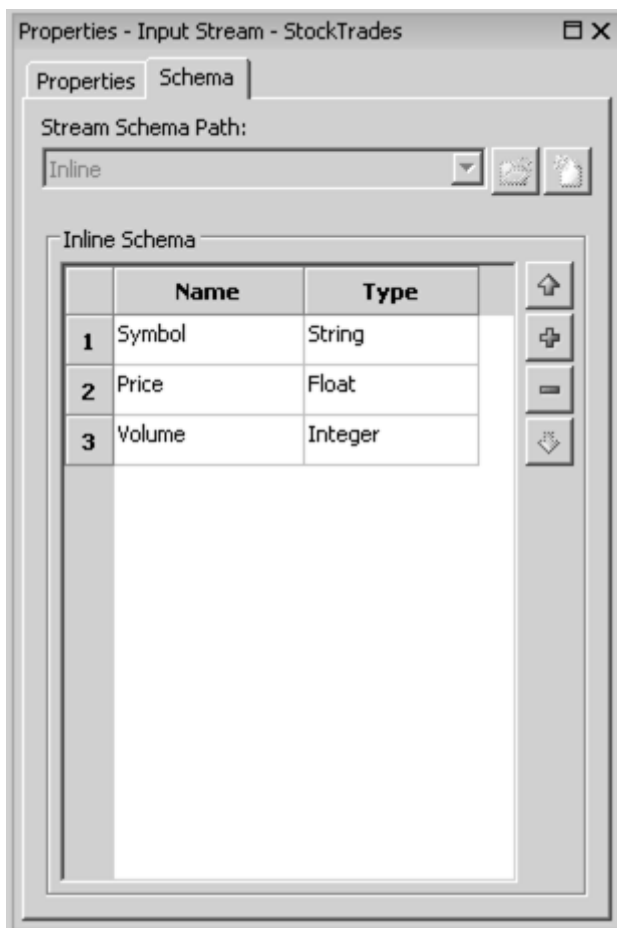 Properties - Input Stream - StockTrades
Properties Schema
Stream Schema Path:
Inline
Inline Schema
Name Type
1 Symbol String
2 Price Float
3 Volume Integer